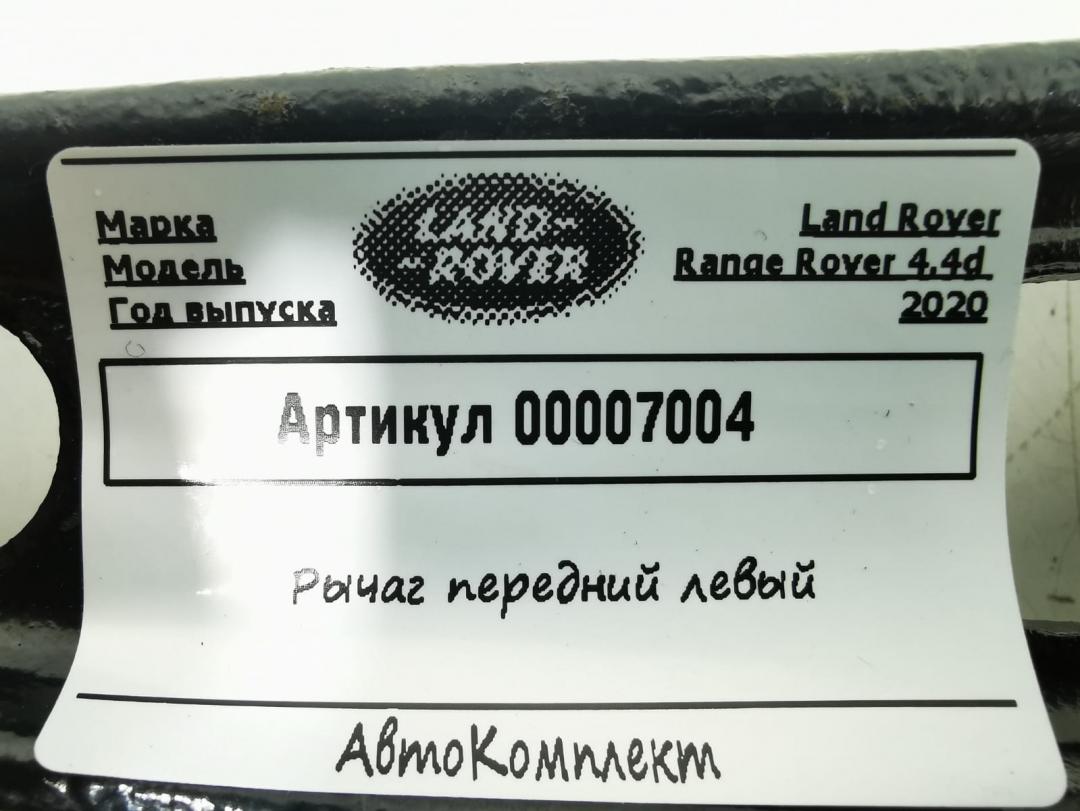 Марка
Модель
Год выпуска
LAND-
-ROVER
Land Rover
Range Rover 4.4d
2020
Артикул 00007004
Рычаг передний левый
АвтоКомплект